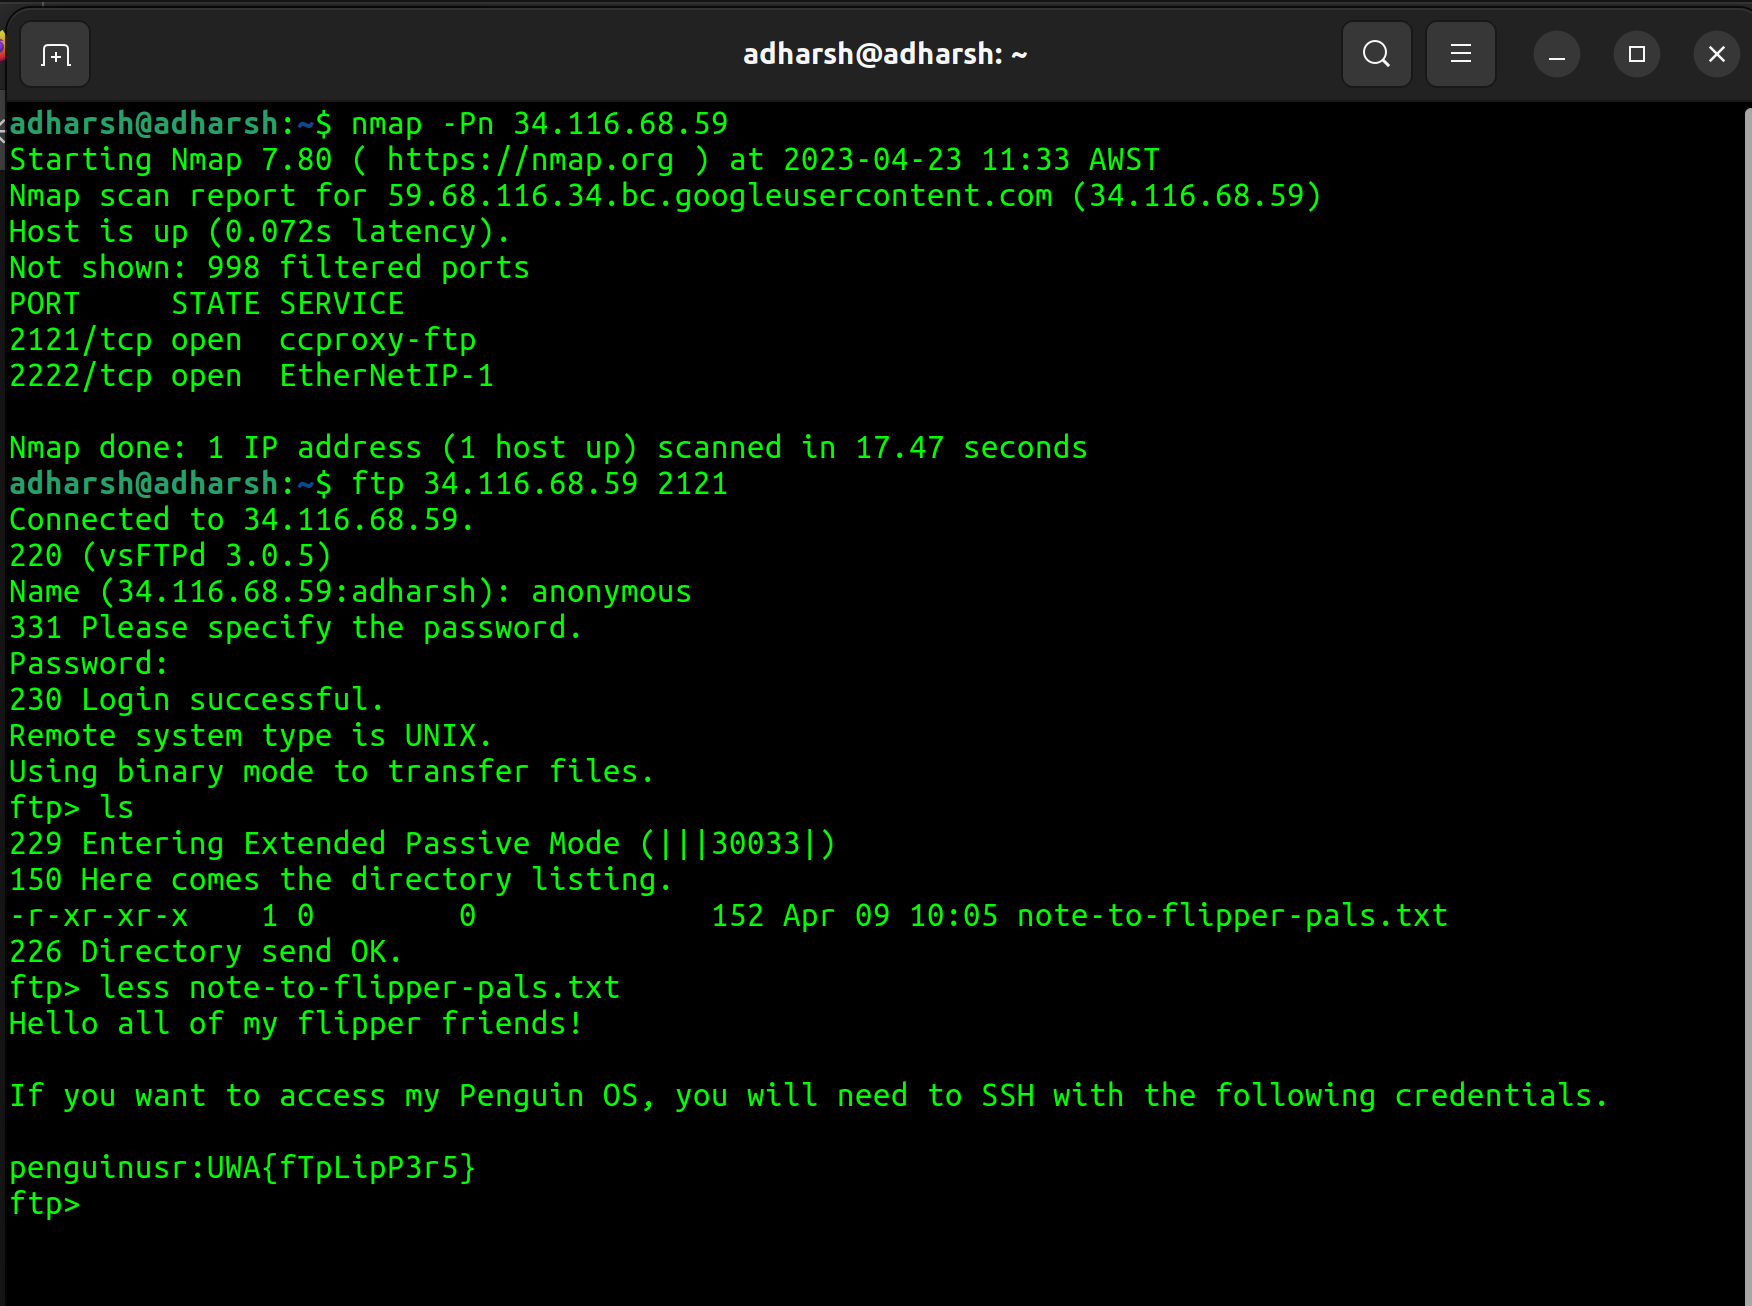 adharsh@adharsh: ~
adharsh@adharsh:~$ nmap -Pn 34.116.68.59
Starting Nmap 7.80 ( https://nmap.org ) at 2023-04-23 11:33 AWST
Nmap scan report for 59.68.116.34.bc.googleusercontent.com (34.116.68.59)
Host is up (0.072s latency).
Not shown: 998 filtered ports
PORT     STATE SERVICE
2121/tcp open  ccproxy-ftp
2222/tcp open  EtherNetIP-1
Nmap done: 1 IP address (1 host up) scanned in 17.47 seconds
adharsh@adharsh:~$ ftp 34.116.68.59 2121
Connected to 34.116.68.59.
220 (vsFTPd 3.0.5)
Name (34.116.68.59:adharsh): anonymous
331 Please specify the password.
Password:
230 Login successful.
Remote system type is UNIX.
Using binary mode to transfer files.
ftp> ls
229 Entering Extended Passive Mode (|||30033|)
150 Here comes the directory listing.
-r-xr-xr-x    1 0        0             152 Apr 09 10:05 note-to-flipper-pals.txt
226 Directory send OK.
ftp> less note-to-flipper-pals.txt
Hello all of my flipper friends!
If you want to access my Penguin OS, you will need to SSH with the following credentials.
penguinusr:UWA{fTpLipP3r5}
ftp>